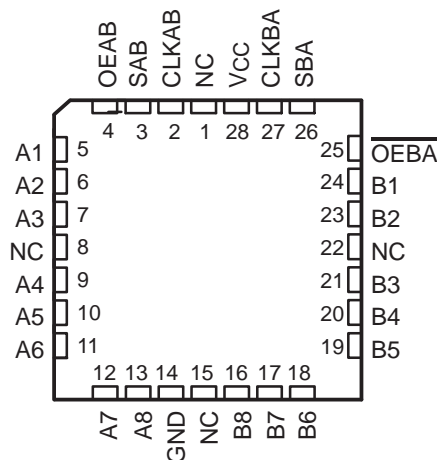 OEAB SAB CLKAB NC VCC CLKBA SBA
4 3 2 1 28 27 26
A1 5 25 OEBA
A2 6 24 B1
A3 7 23 B2
NC 8 22 NC
A4 9 21 B3
A5 10 20 B4
A6 11 19 B5
12 13 14 15 16 17 18
A7 A8 GND NC B8 B7 B6